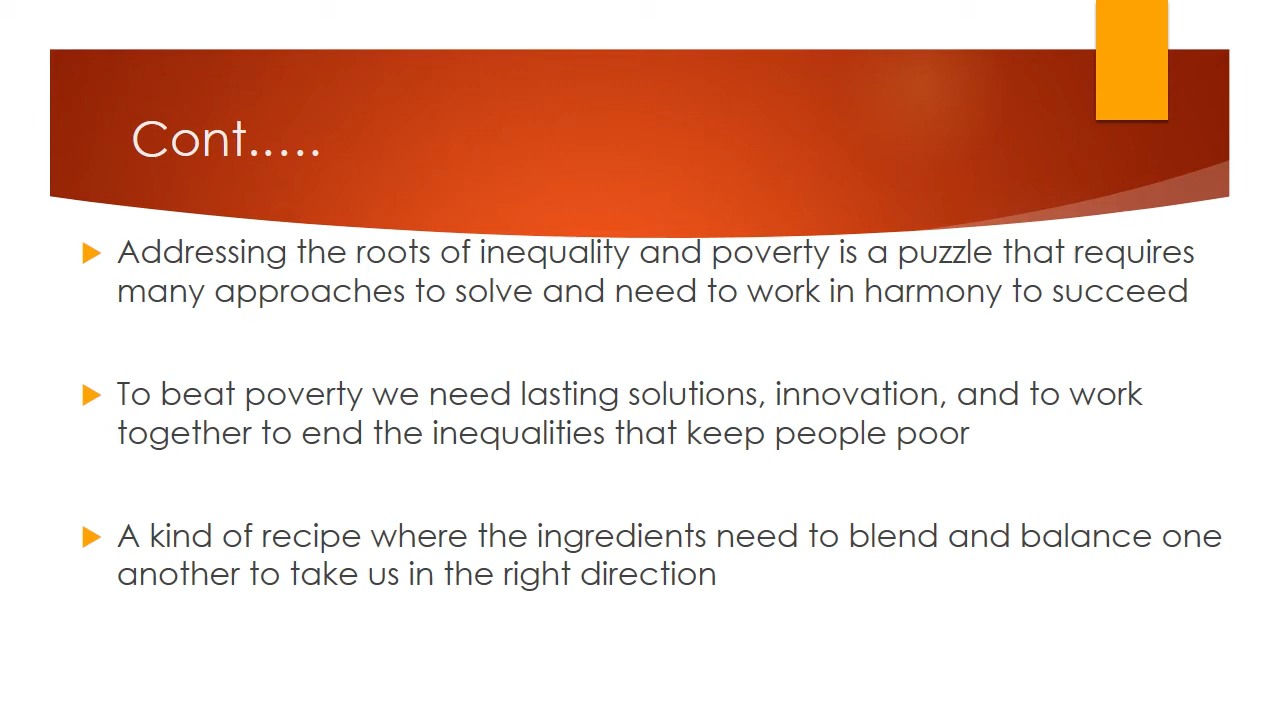 Cont.....
Addressing the roots of inequality and poverty is a puzzle that requires
many approaches to solve and need to work in harmony to succeed
To beat poverty we need lasting solutions, innovation, and to work
together to end the inequalities that keep people poor
A kind of recipe where the ingredients need to blend and balance one
another to take us in the right direction